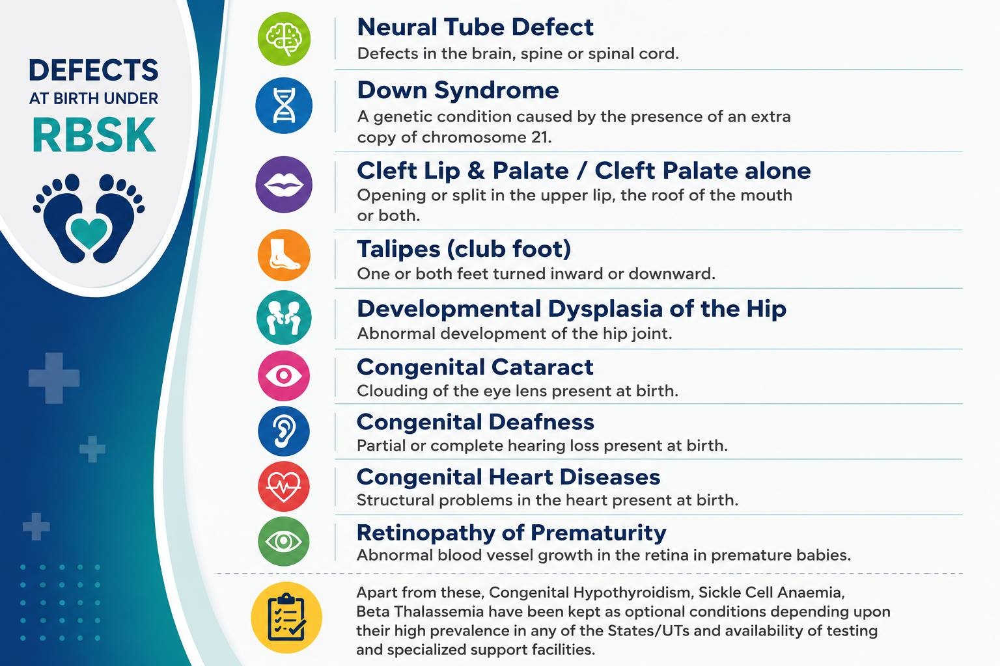 DEFECTS
AT BIRTH UNDER
RBSK
Neural Tube Defect
Defects in the brain, spine or spinal cord.
Down Syndrome
A genetic condition caused by the presence of an extra
copy of chromosome 21.
Cleft Lip & Palate / Cleft Palate alone
Opening or split in the upper lip, the roof of the mouth
or both.
Talipes (club foot)
One or both feet turned inward or downward.
Developmental Dysplasia of the Hip
Abnormal development of the hip joint.
Congenital Cataract
Clouding of the eye lens present at birth.
Congenital Deafness
Partial or complete hearing loss present at birth.
Congenital Heart Diseases
Structural problems in the heart present at birth.
Retinopathy of Prematurity
Abnormal blood vessel growth in the retina in premature babies.
Apart from these, Congenital Hypothyroidism, Sickle Cell Anaemia,
Beta Thalassemia have been kept as optional conditions depending upon
their high prevalence in any of the States/UTs and availability of testing
and specialized support facilities.